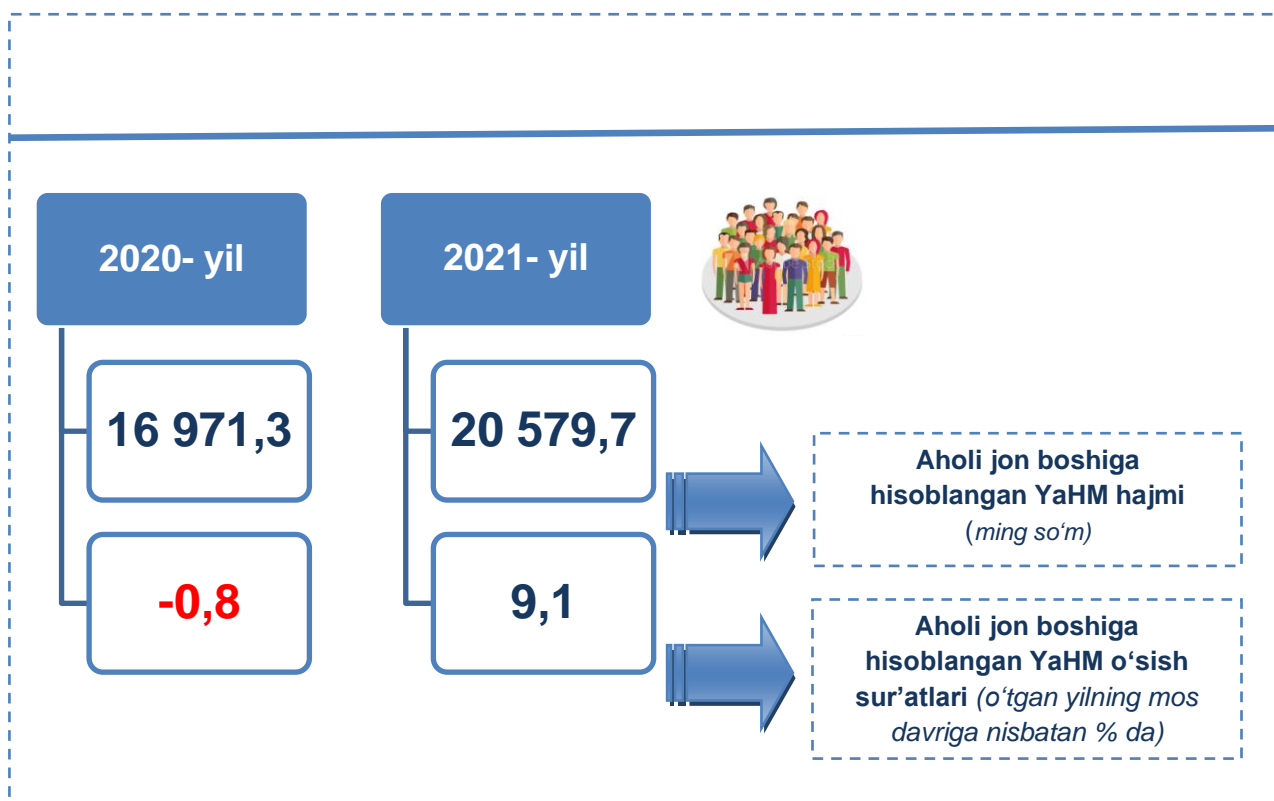 2020- yil
16 971,3
-0,8
2021- yil
20 579,7
9,1
Aholi jon boshiga
hisoblangan YaHM hajmi
(ming so‘m)
Aholi jon boshiga
hisoblangan YaHM o‘sish
sur’atlari (o‘tgan yilning mos
davriga nisbatan % da)